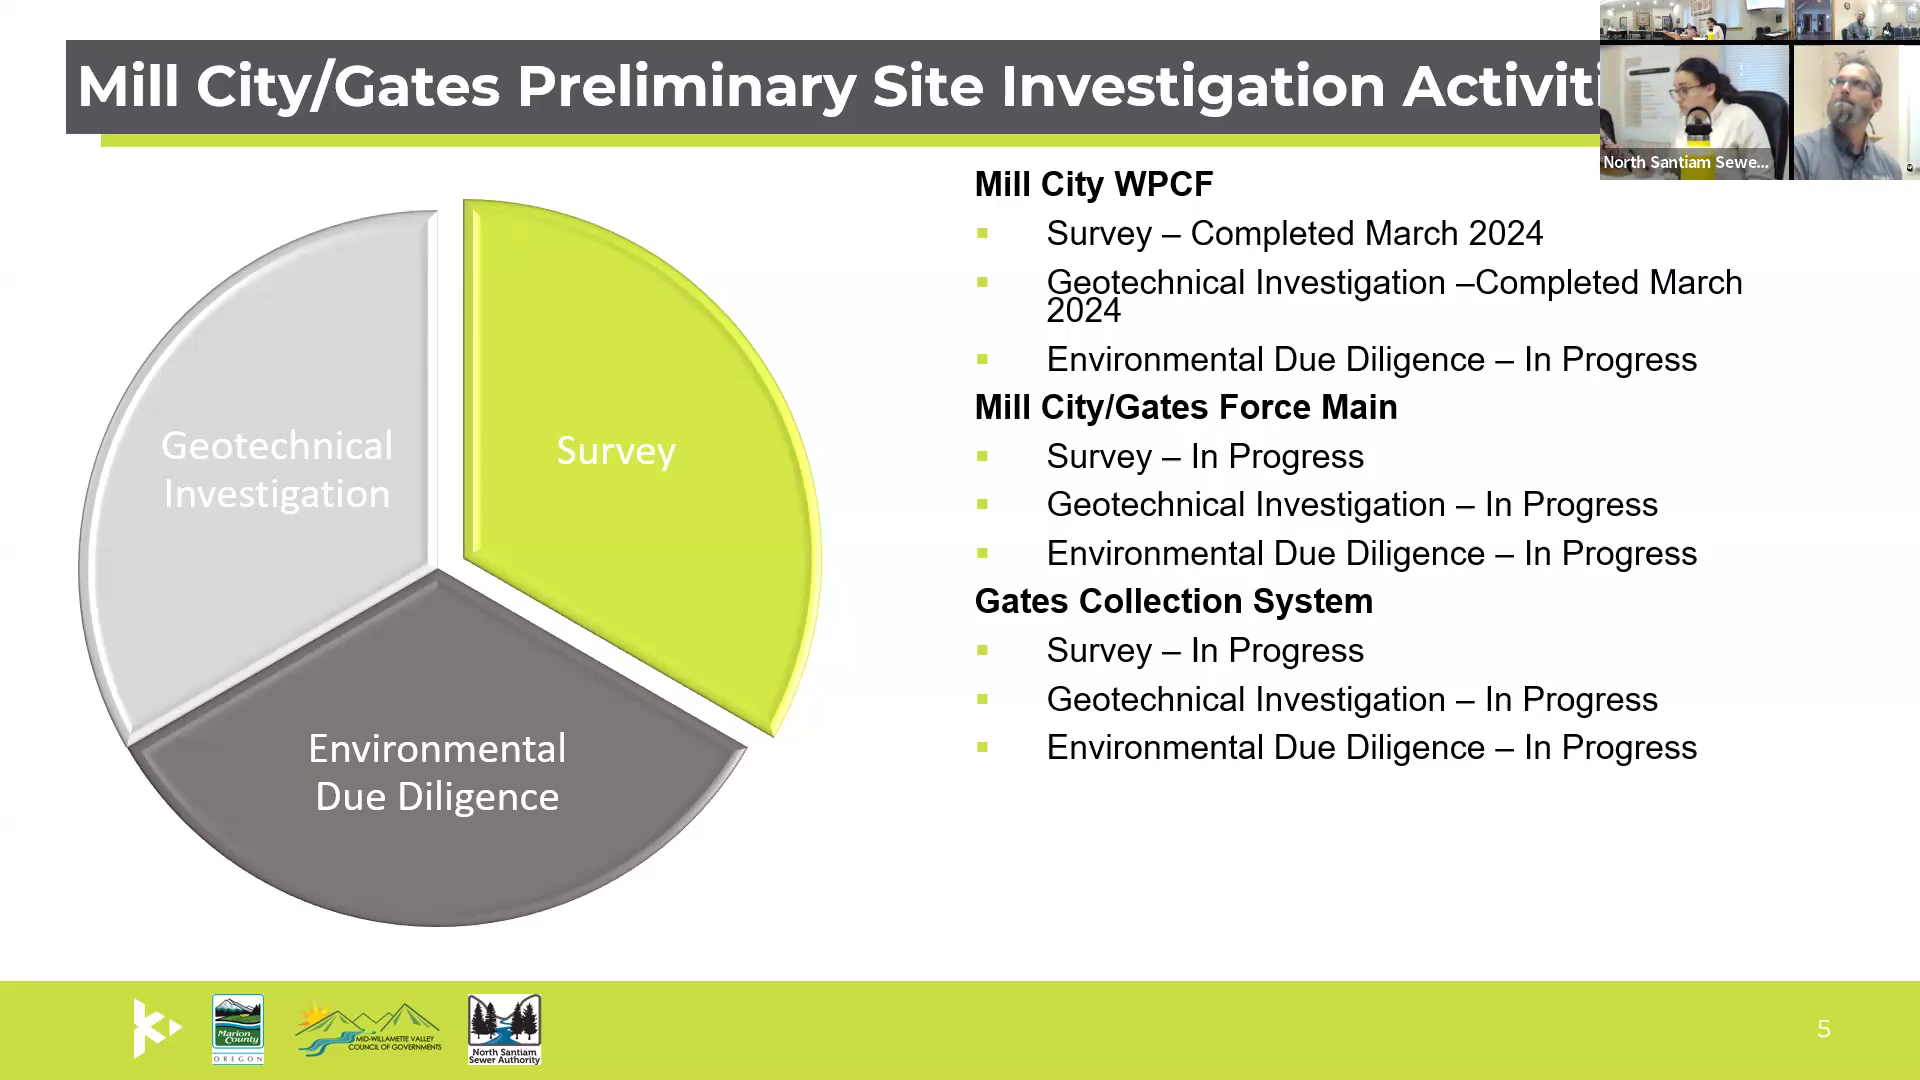 Mill City/Gates Preliminary Site Investigation Activiti
North Santiam Sewe...
Geotechnical
Investigation
Survey
Environmental
Due Diligence
Mill City WPCF
▪ Survey – Completed March 2024
▪ Geotechnical Investigation –Completed March
2024
▪ Environmental Due Diligence – In Progress
Mill City/Gates Force Main
▪ Survey – In Progress
▪ Geotechnical Investigation – In Progress
▪ Environmental Due Diligence – In Progress
Gates Collection System
▪ Survey – In Progress
▪ Geotechnical Investigation – In Progress
▪ Environmental Due Diligence – In Progress
Marion
County
OREGON
MID-WILLAMETTE VALLEY
COUNCIL OF GOVERNMENTS
North Santiam
Sewer Authority
5